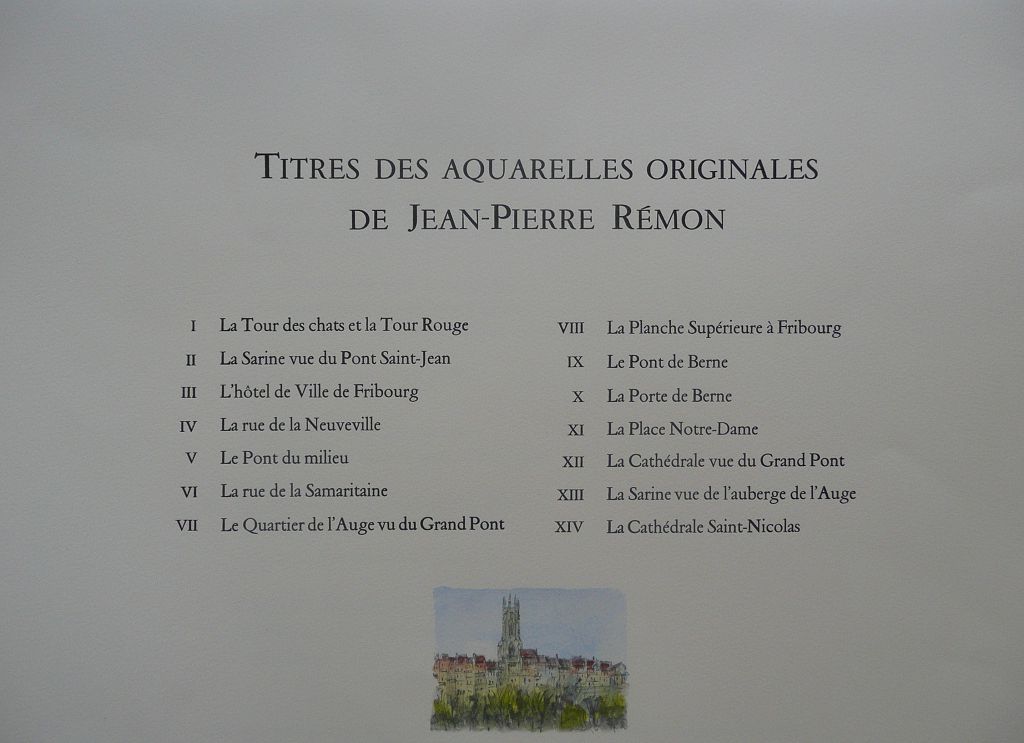 TITRES DES AQUARELLES ORIGINALES
DE JEAN-PIERRE RÉMON
I La Tour des chats et la Tour Rouge
II La Sarine vue du Pont Saint-Jean
III L'hôtel de Ville de Fribourg
IV La rue de la Neuveville
V Le Pont du milieu
VI La rue de la Samaritaine
VII Le Quartier de l'Auge vu du Grand Pont
VIII La Planche Supérieure à Fribourg
IX Le Pont de Berne
X La Porte de Berne
XI La Place Notre-Dame
XII La Cathédrale vue du Grand Pont
XIII La Sarine vue de l'auberge de l'Auge
XIV La Cathédrale Saint-Nicolas